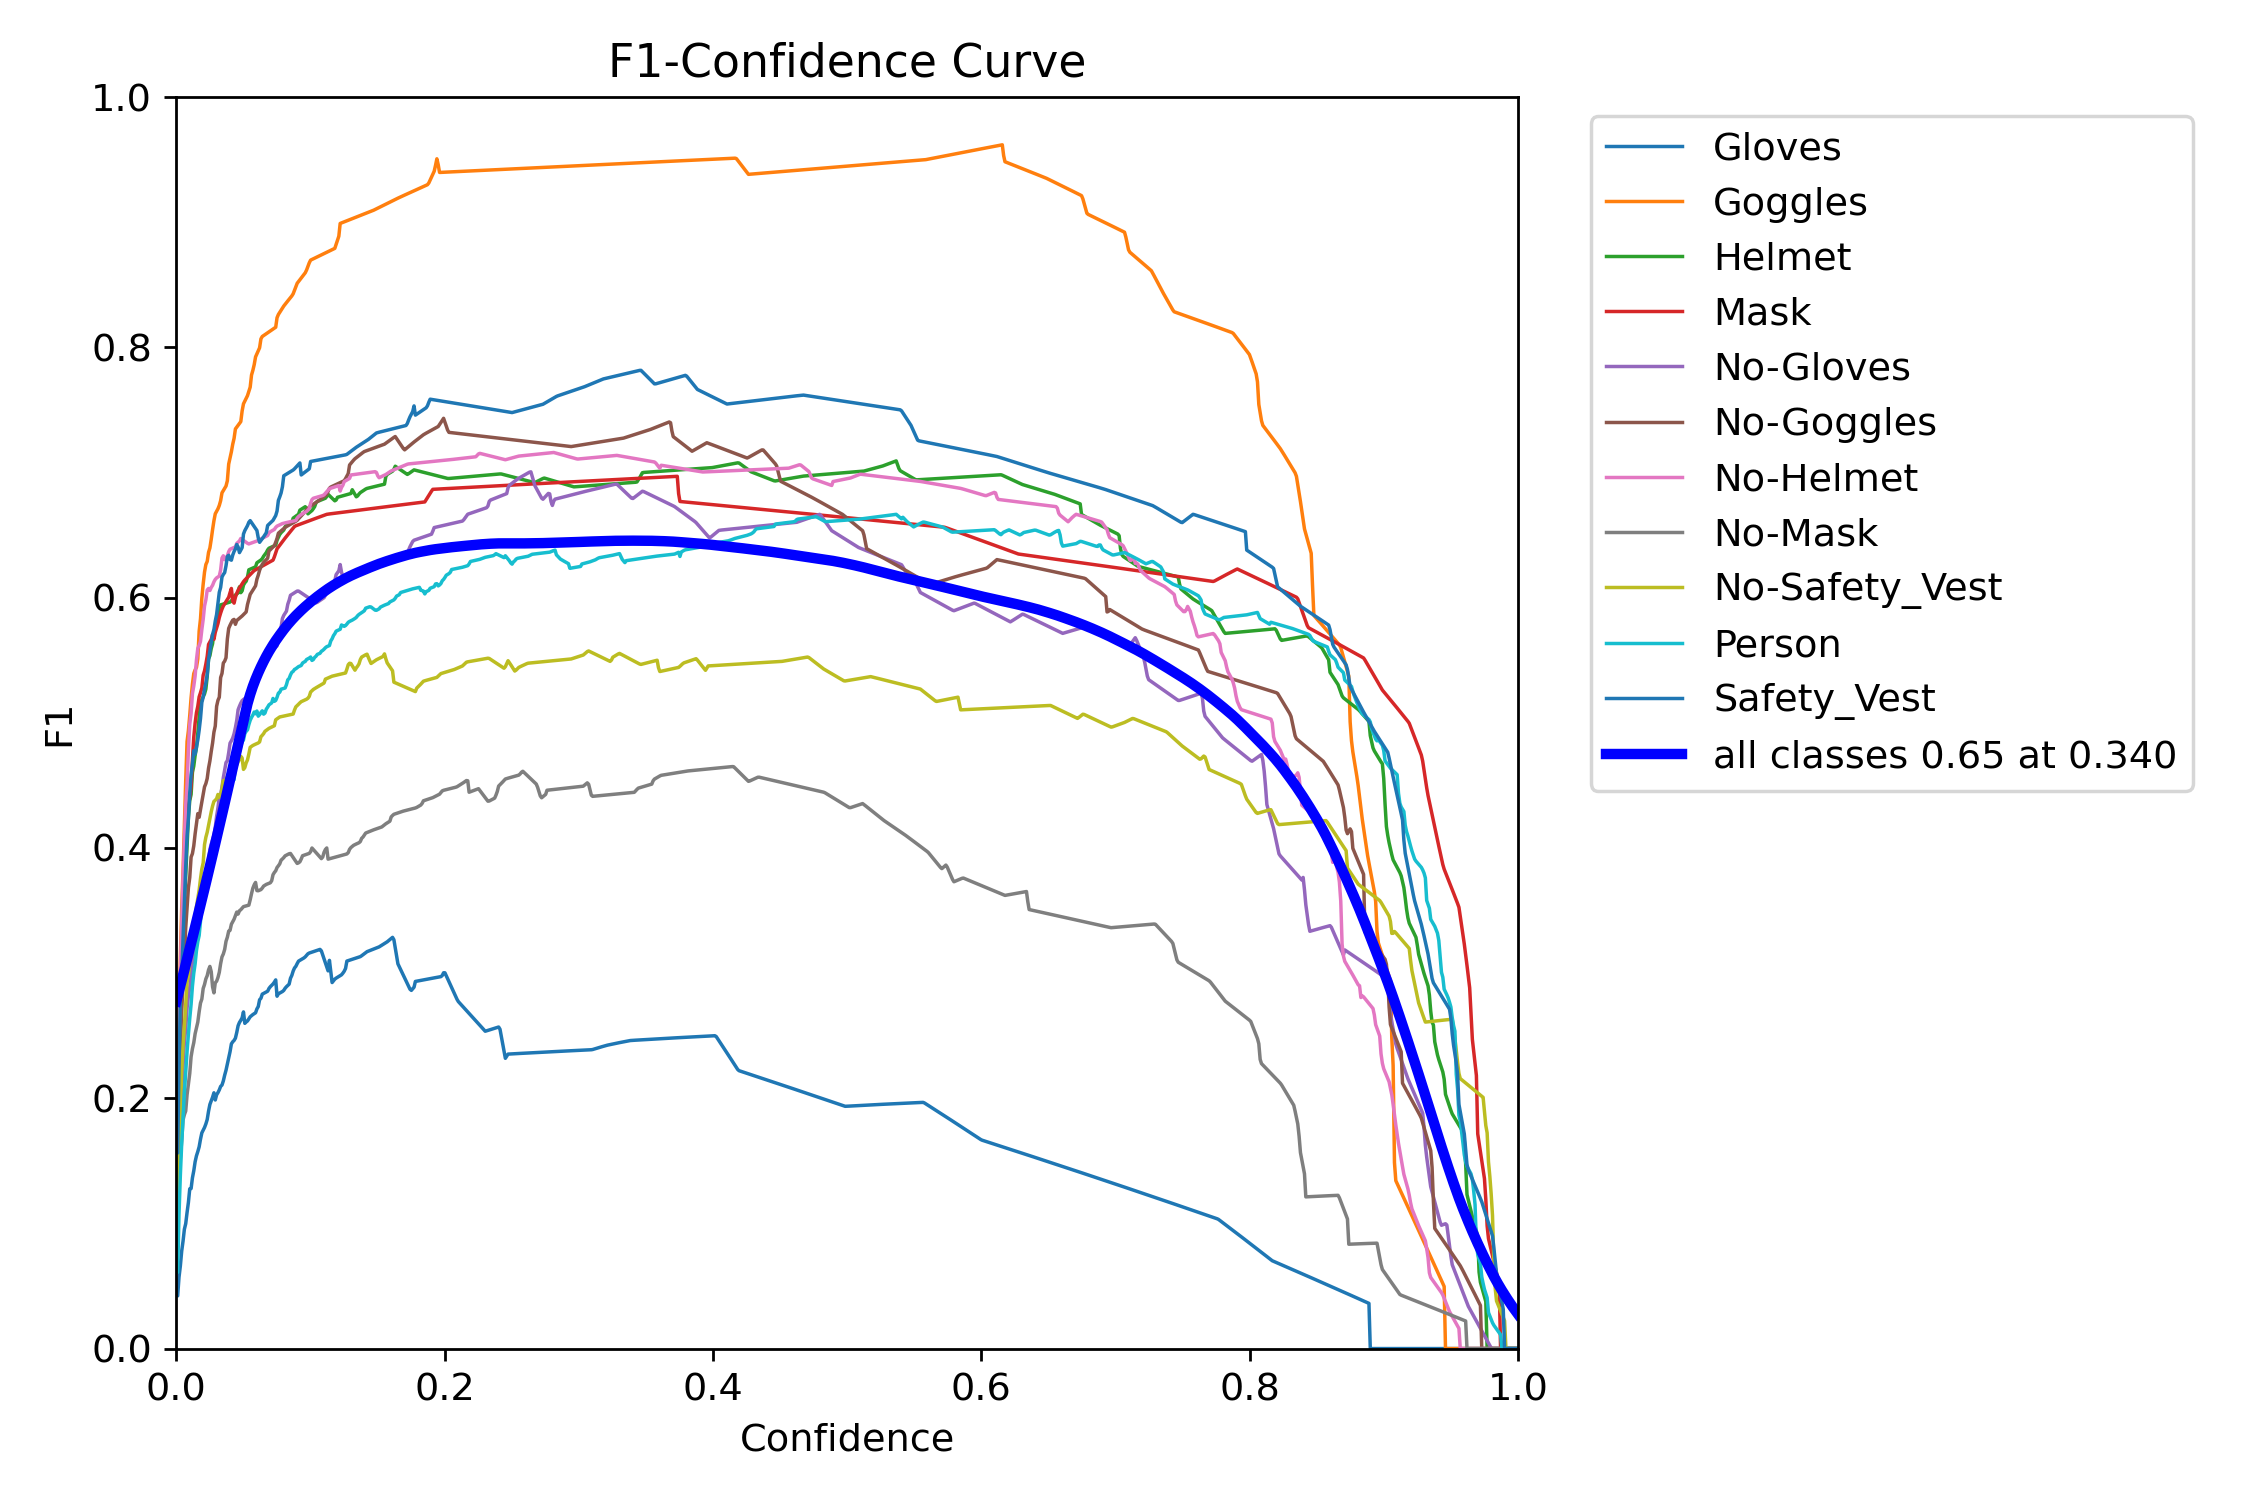 F1-Confidence Curve
1.0
0.8
0.6
0.4
0.2
0.0
F1
0.0 0.2 0.4 0.6 0.8 1.0
Confidence
Gloves
Goggles
Helmet
Mask
No-Gloves
No-Goggles
No-Helmet
No-Mask
No-Safety_Vest
Person
Safety_Vest
all classes 0.65 at 0.340